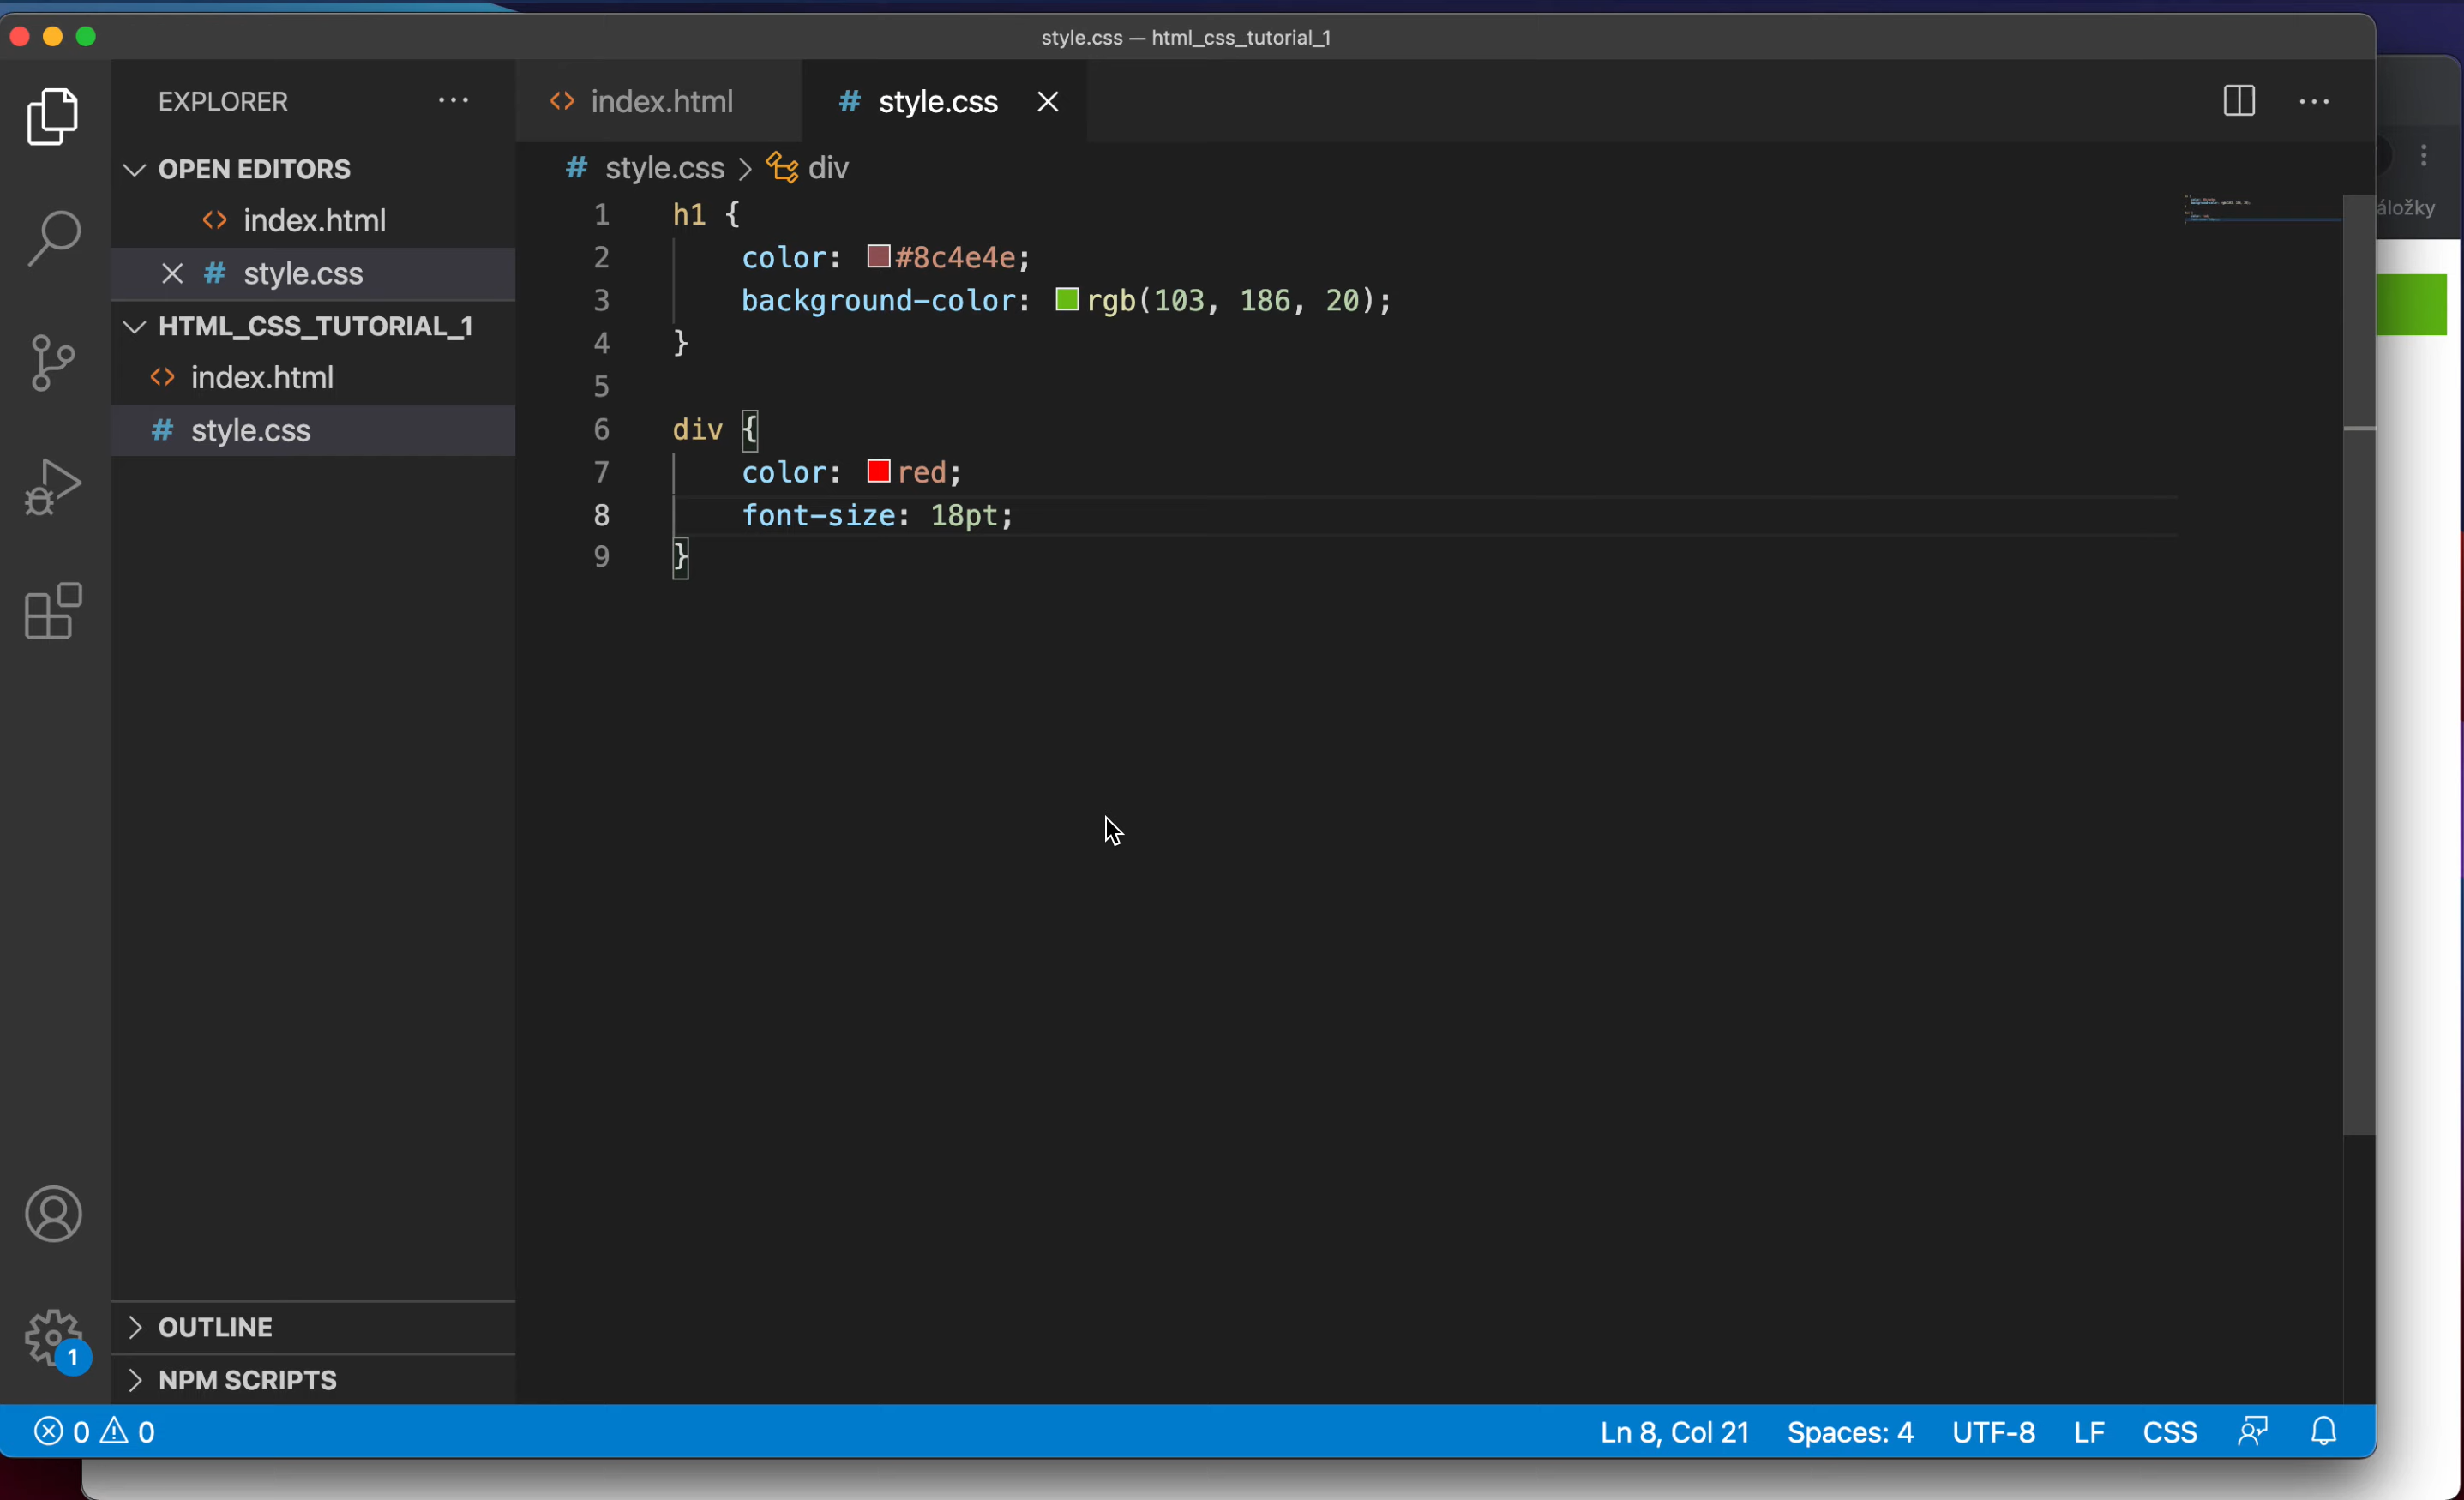 style.css — html_css_tutorial_1
EXPLORER
OPEN EDITORS
index.html
style.css
HTML_CSS_TUTORIAL_1
index.html
style.css
OUTLINE
NPM SCRIPTS
index.html
# style.css
# style.css > div
1 h1 {
2 color: #8c4e4e;
3 background-color: rgb(103, 186, 20);
4 }
5
6 div {
7 color: red;
8 font-size: 18pt;
9 }
1
0 0
Ln 8, Col 21
Spaces: 4
UTF-8
LF
CSS